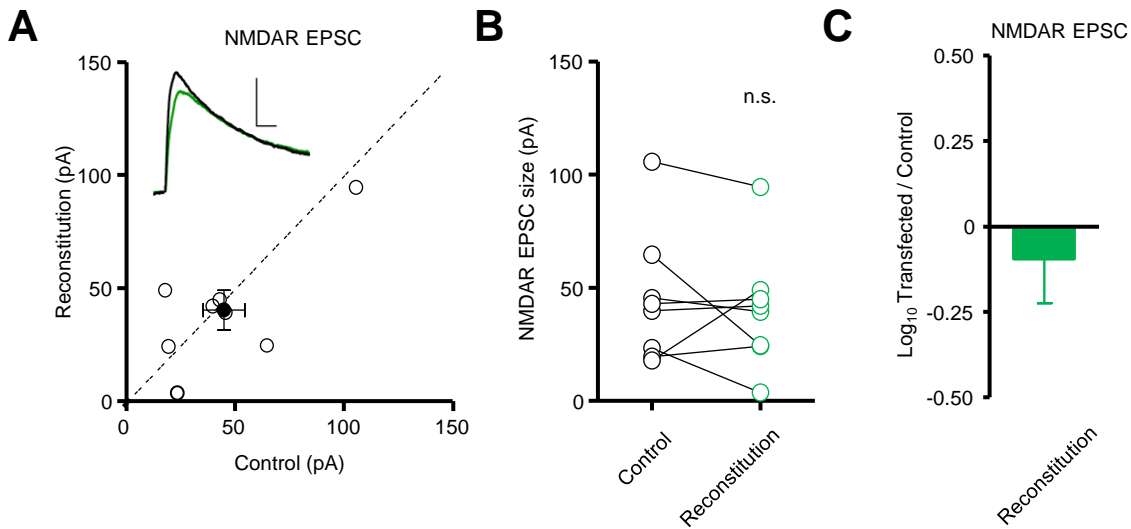 A
NMDAR EPSC
150
100
50
0
Reconstitution (pA)
0
50
100
150
Control (pA)
B
150
100
50
0
NMDAR EPSC size (pA)
n.s.
Control
Reconstitution
C
NMDAR EPSC
0.50
0.25
0
-0.25
-0.50
Log₁₀ Transfected / Control
Reconstitution